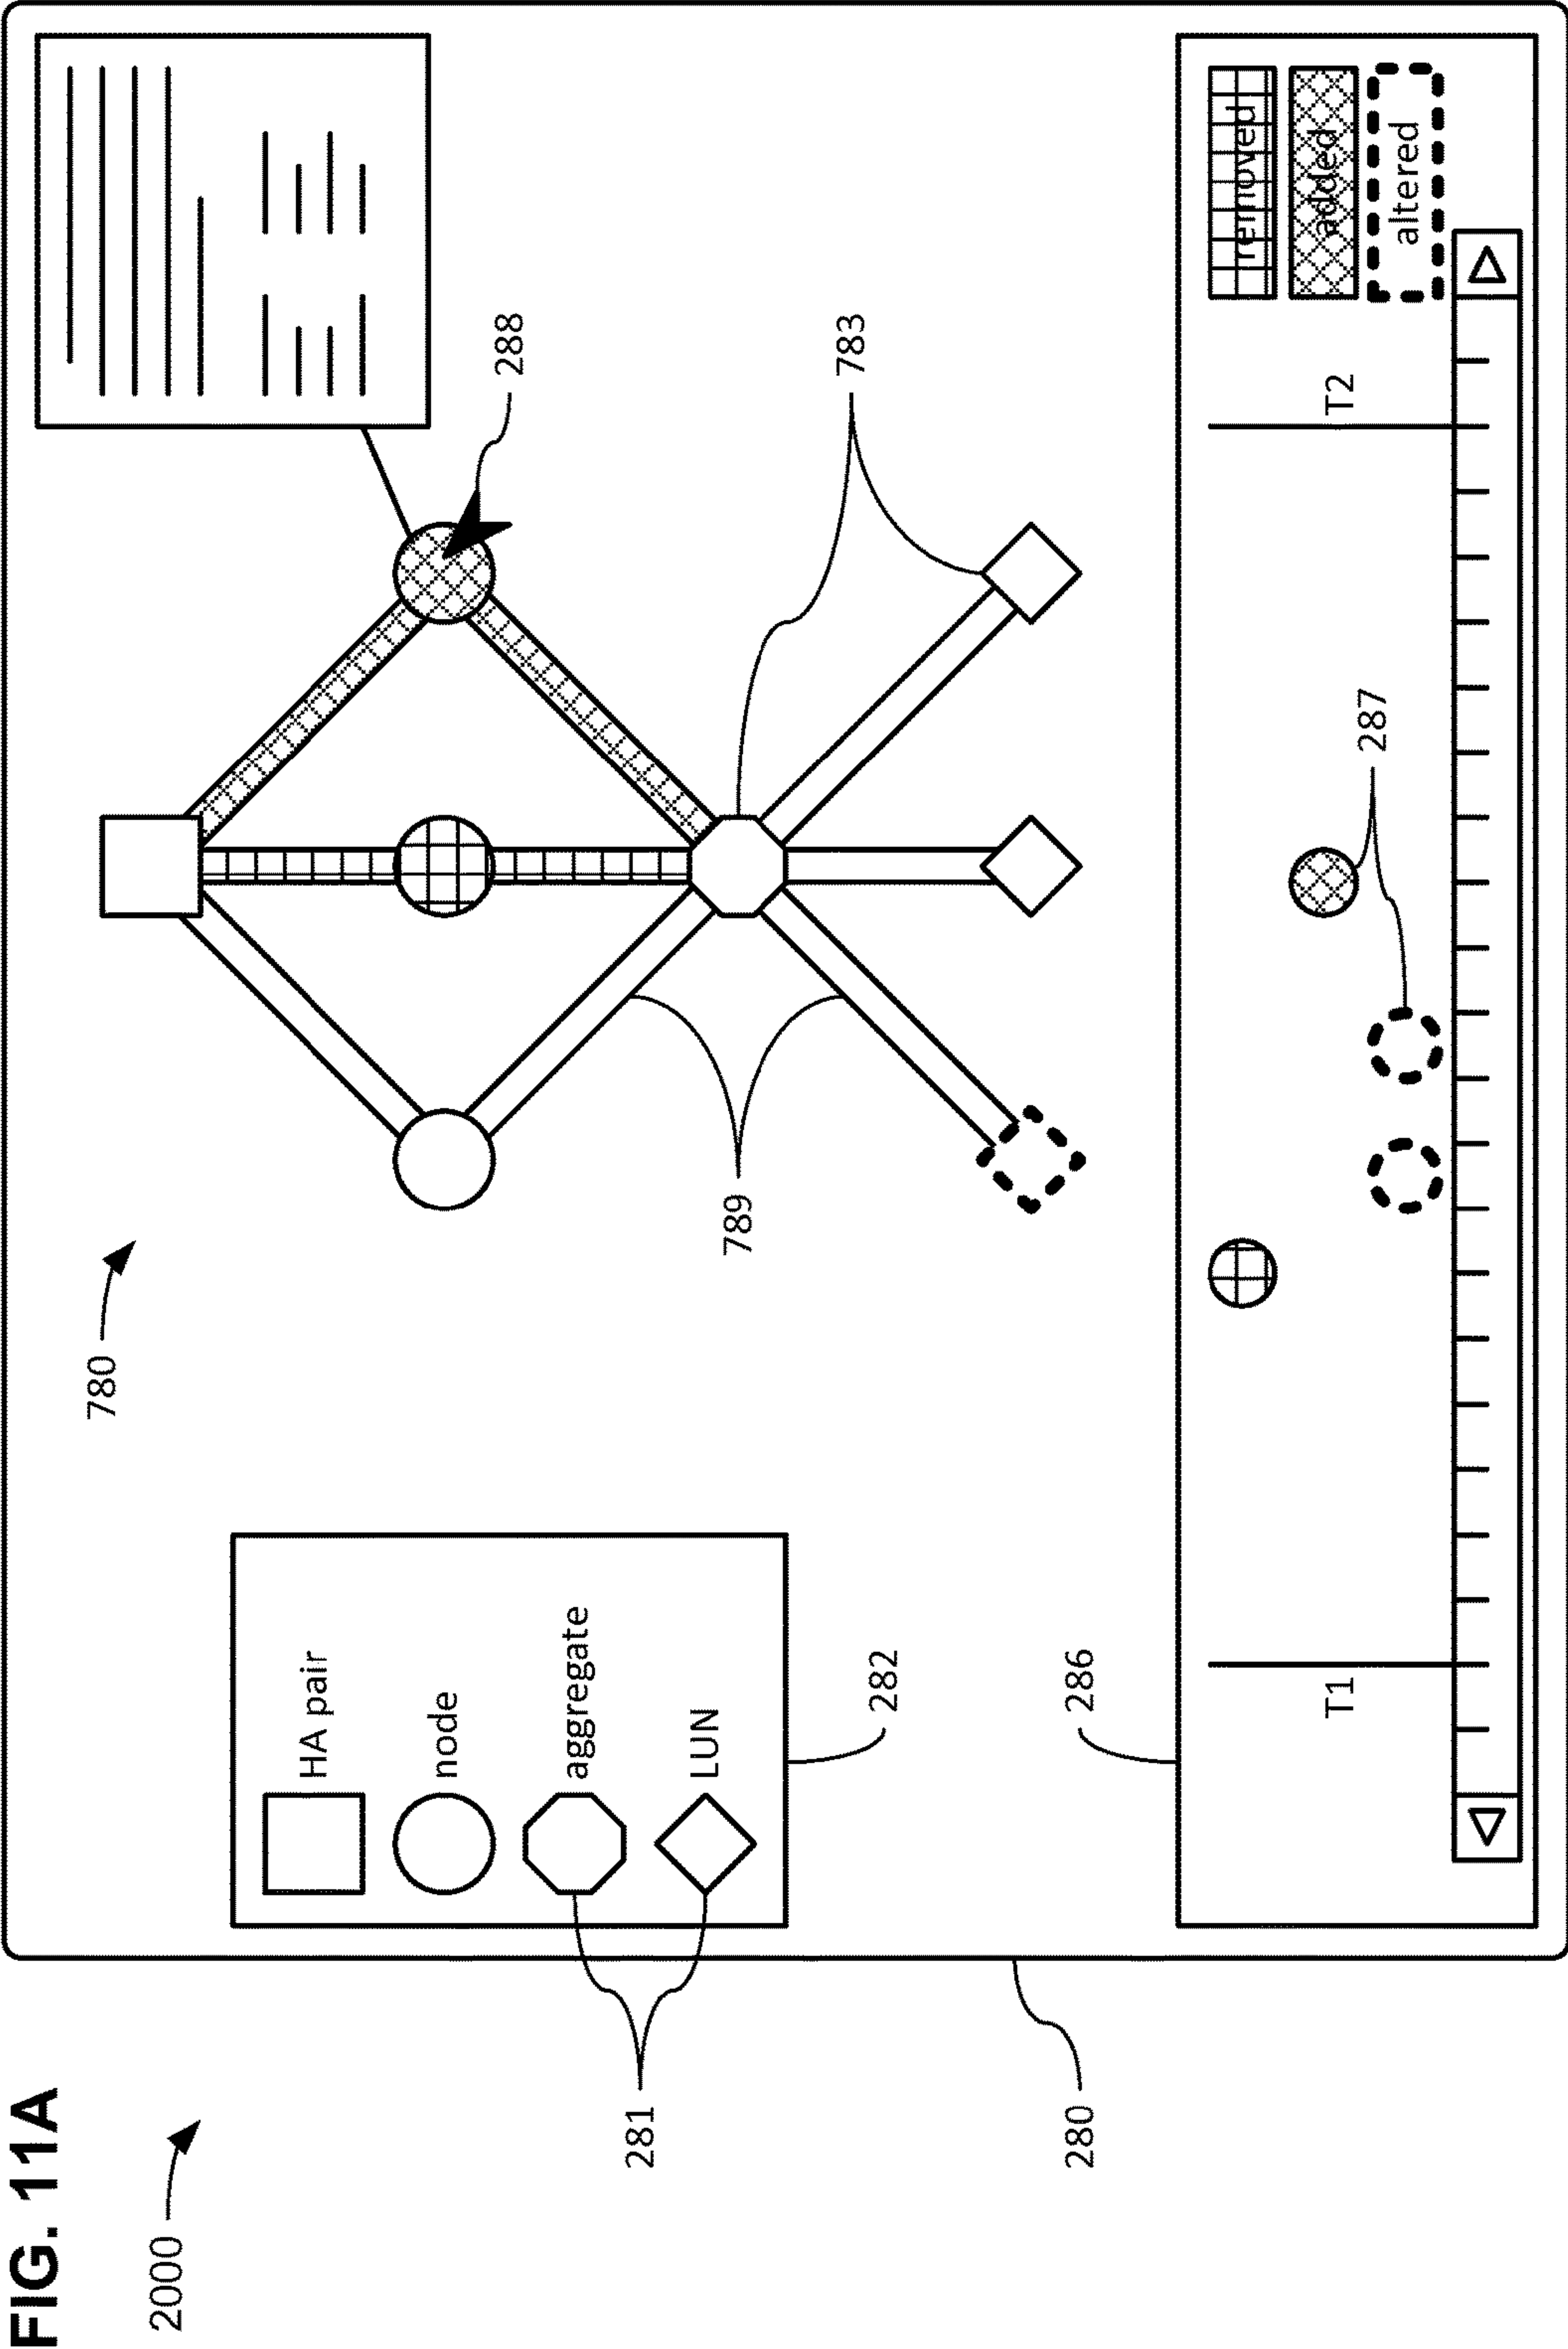 FIG. 11A
2000
780
HA pair
node
aggregate
LUN
281
282
280
288
783
789
286
removed
added
altered
T1
T2
287